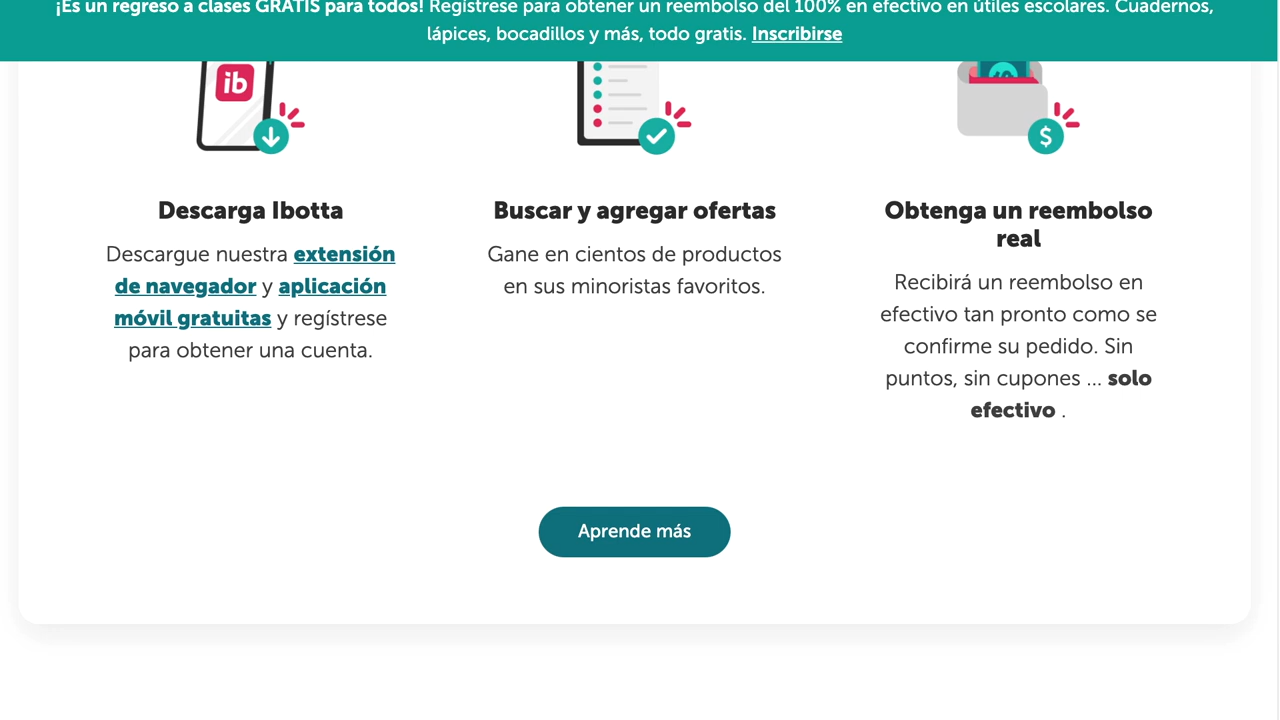 ¡Es un regreso a clases GRATIS para todos! Regístrese para obtener un reembolso del 100% en efectivo en útiles escolares. Cuadernos,
lápices, bocadillos y más, todo gratis. Inscribirse
ib
$
Descarga Ibotta
Descargue nuestra extensión
de navegador y aplicación
móvil gratuitas y regístrese
para obtener una cuenta.
Buscar y agregar ofertas
Gane en cientos de productos
en sus minoristas favoritos.
Obtenga un reembolso
real
Recibirá un reembolso en
efectivo tan pronto como se
confirme su pedido. Sin
puntos, sin cupones ... solo
efectivo .
Aprende más